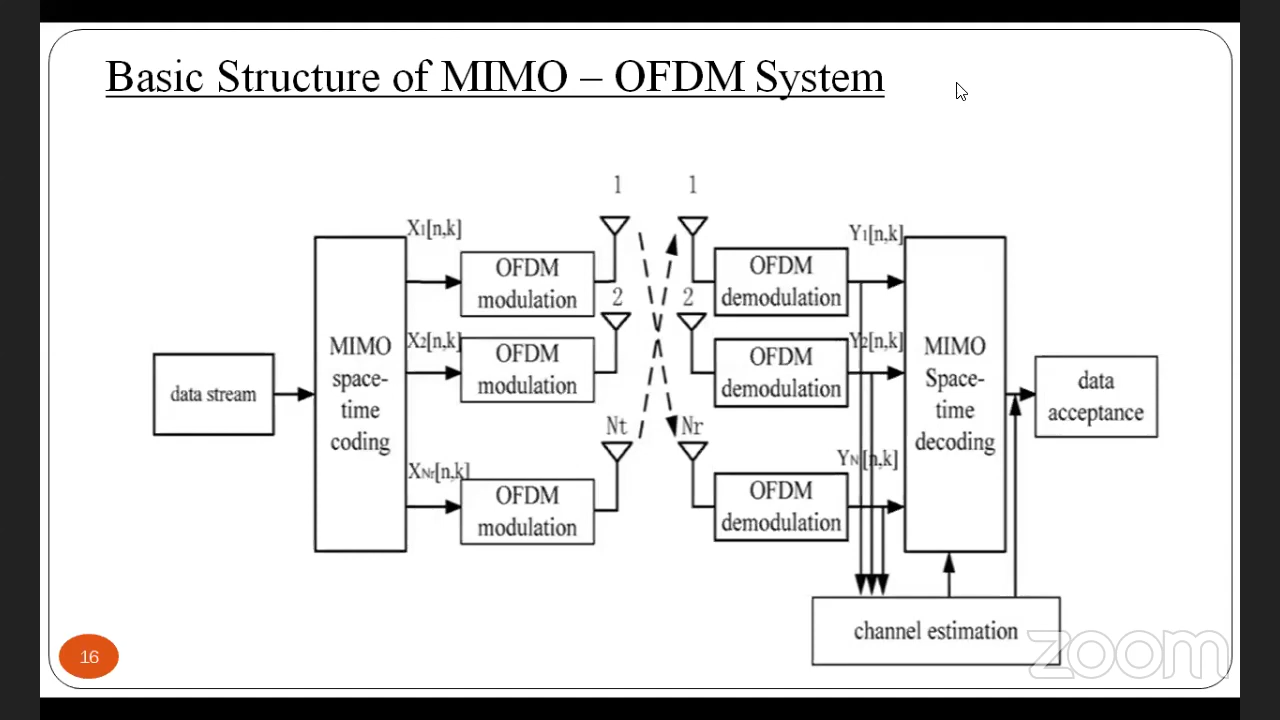 Basic Structure of MIMO – OFDM System
1
1
X1[n,k]
Y1[n,k]
OFDM
modulation
OFDM
demodulation
2
2
X2[n,k]
Y2[n,k]
OFDM
modulation
OFDM
demodulation
data stream
MIMO
space-
time
coding
MIMO
Space-
time
decoding
data
acceptance
Nt
Nr
XNr[n,k]
YN[n,k]
OFDM
modulation
OFDM
demodulation
channel estimation
zoom
16